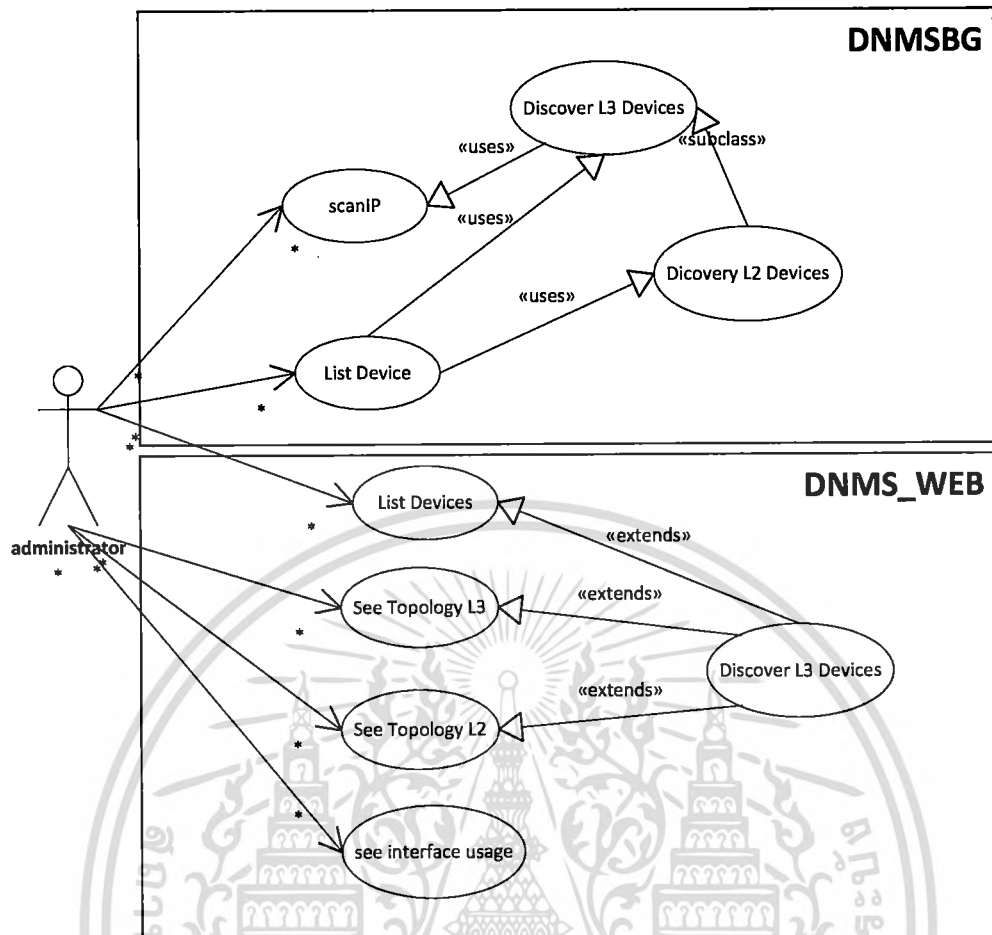 DNMSBG
Discover L3 Devices
«uses»
«subclass»
scanIP
«uses»
*
Dicovery L2 Devices
«uses»
List Device
*
*
*
*
DNMS_WEB
List Devices
*
«extends»
administrator
*
*
*
«extends»
See Topology L3
*
Discover L3 Devices
«extends»
See Topology L2
*
*
see interface usage